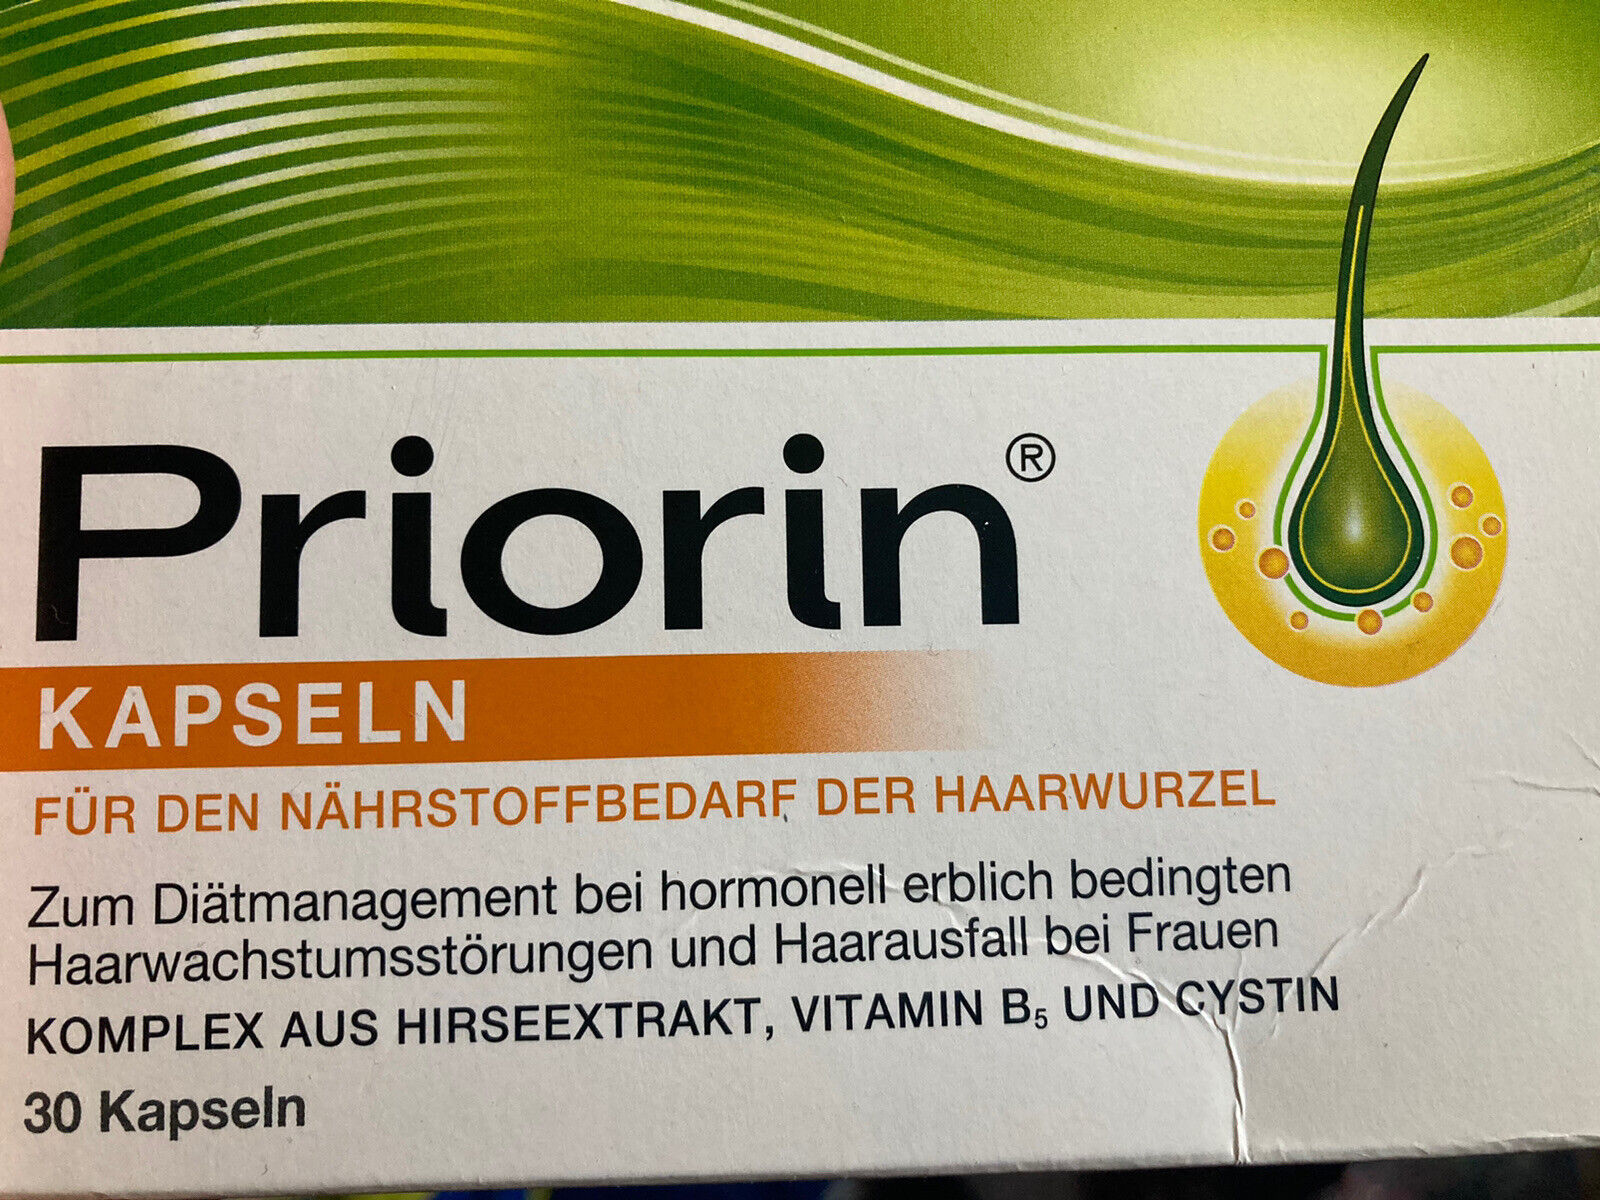 Priorin®
KAPSELN
FÜR DEN NÄHRSTOFFBEDARF DER HAARWURZEL
Zum Diätmanagement bei hormonell erblich bedingten
Haarwachstumsstörungen und Haarausfall bei Frauen
KOMPLEX AUS HIRSEEXTRAKT, VITAMIN B₅ UND CYSTIN
30 Kapseln